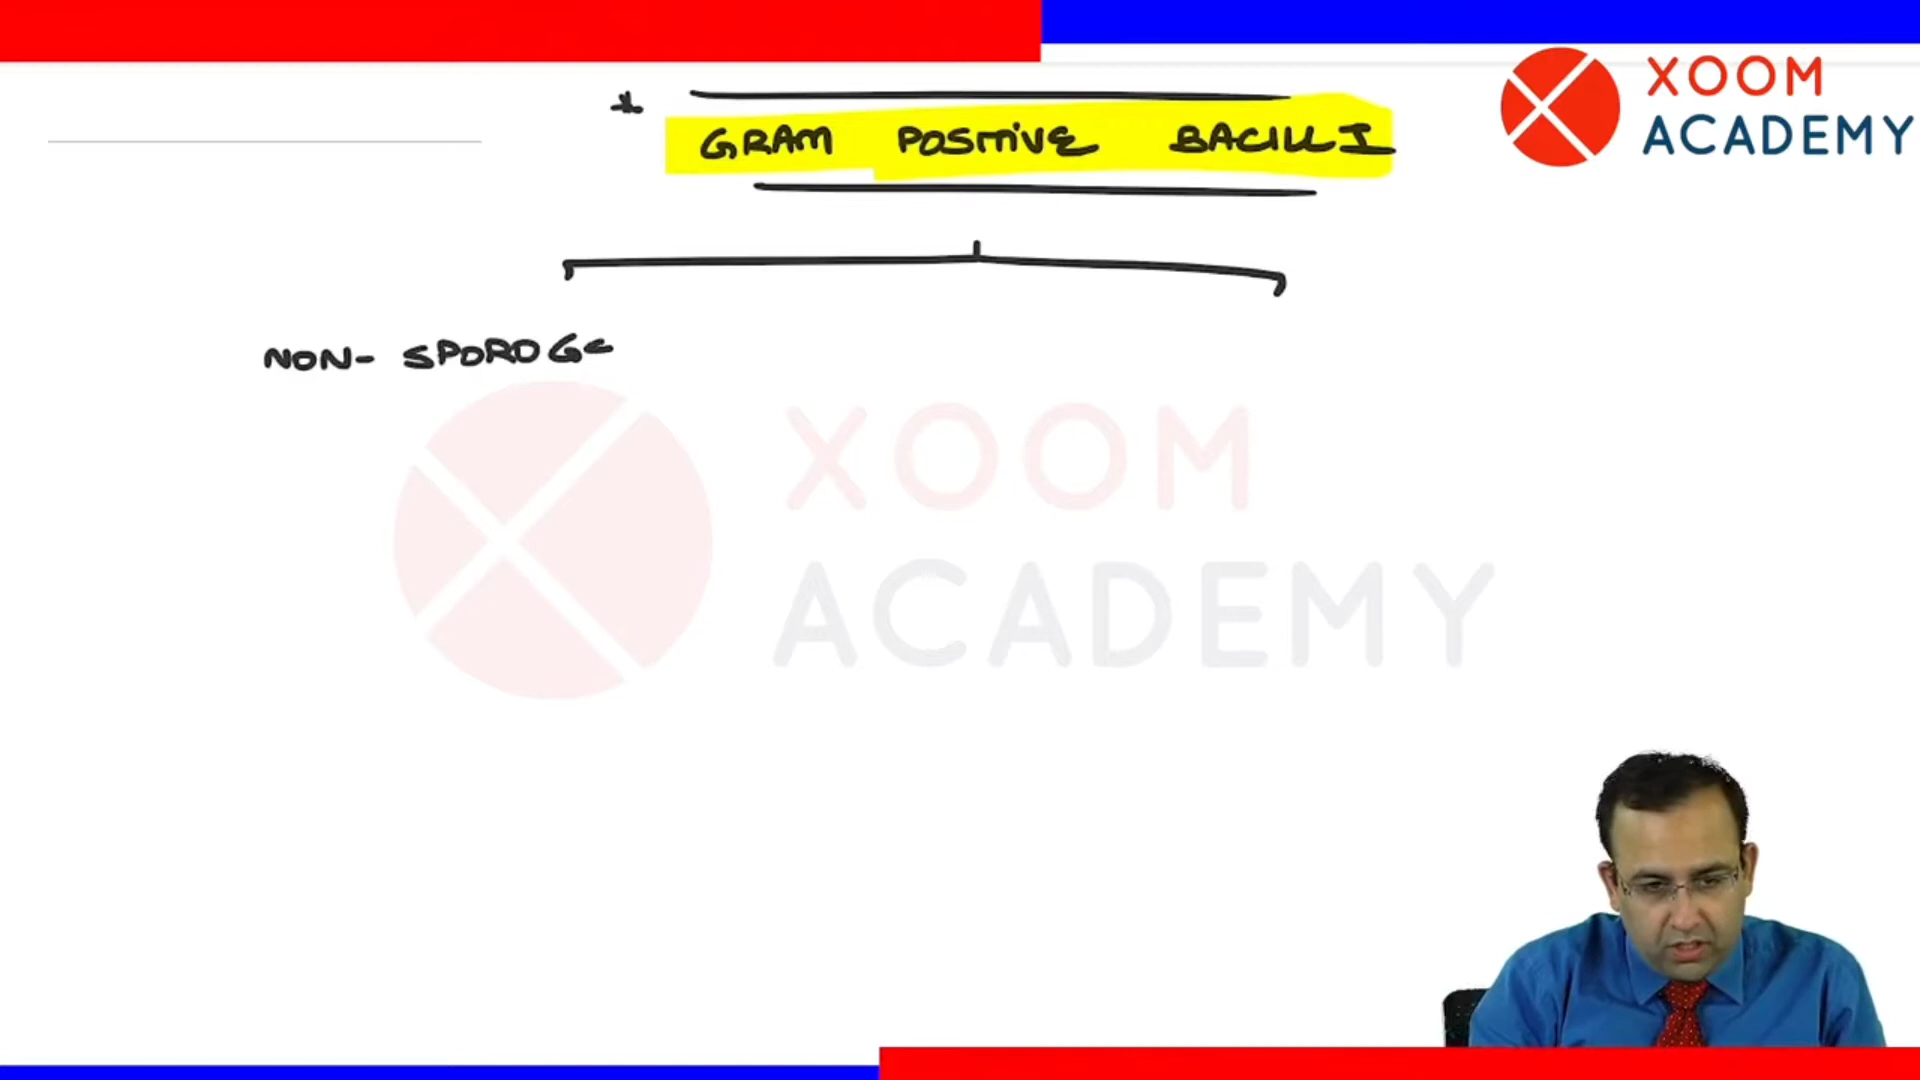 XOOM
ACADEMY
* GRAM POSITIVE BACILLI
NON- SPOROGE
XOOM
ACADEMY